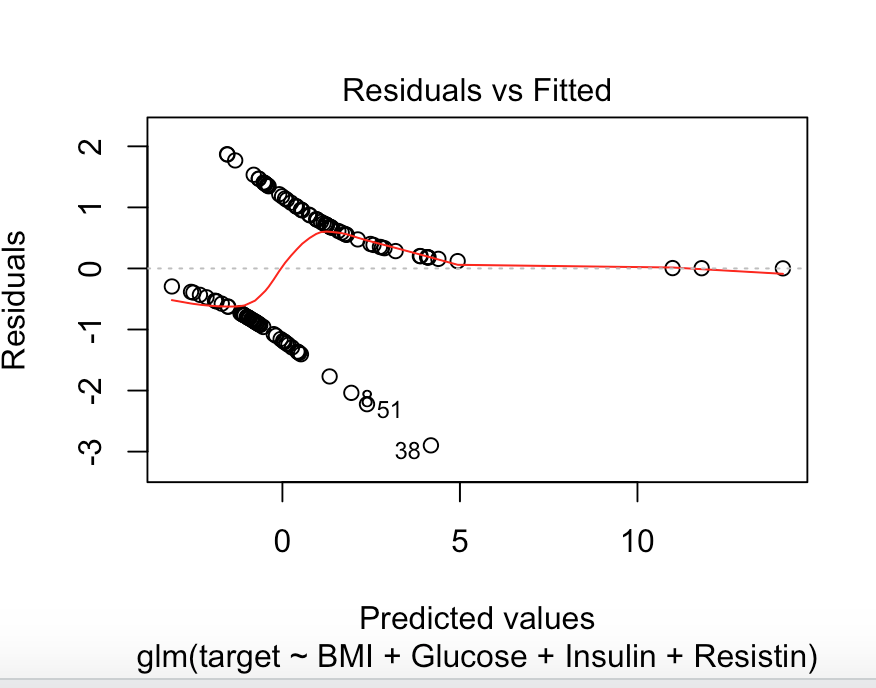 Residuals vs Fitted
Residuals
2
1
0
-1
-2
-3
8
51
38
0 5 10
Predicted values
glm(target ~ BMI + Glucose + Insulin + Resistin)